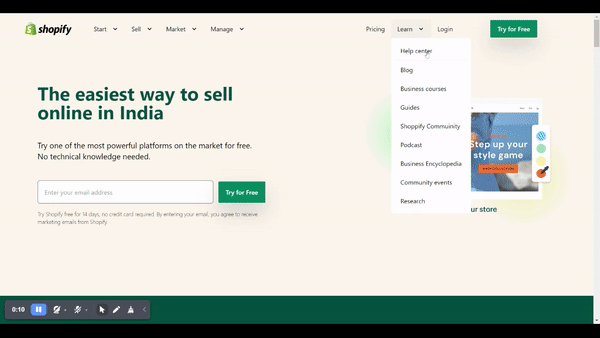 shopify
Start
Sell
Market
Manage
Pricing
Learn
Login
Try for Free
Help center
Blog
Business courses
Guides
Shoppify Commuinity
Podcast
Business Encyclopedia
Community events
Research
The easiest way to sell
online in India
Try one of the most powerful platforms on the market for free.
No technical knowledge needed.
Enter your email address
Try for Free
Try Shopify free for 14 days, no credit card required. By entering your email, you agree to receive
marketing emails from Shopify.
Step up your
style game
our store
0:10